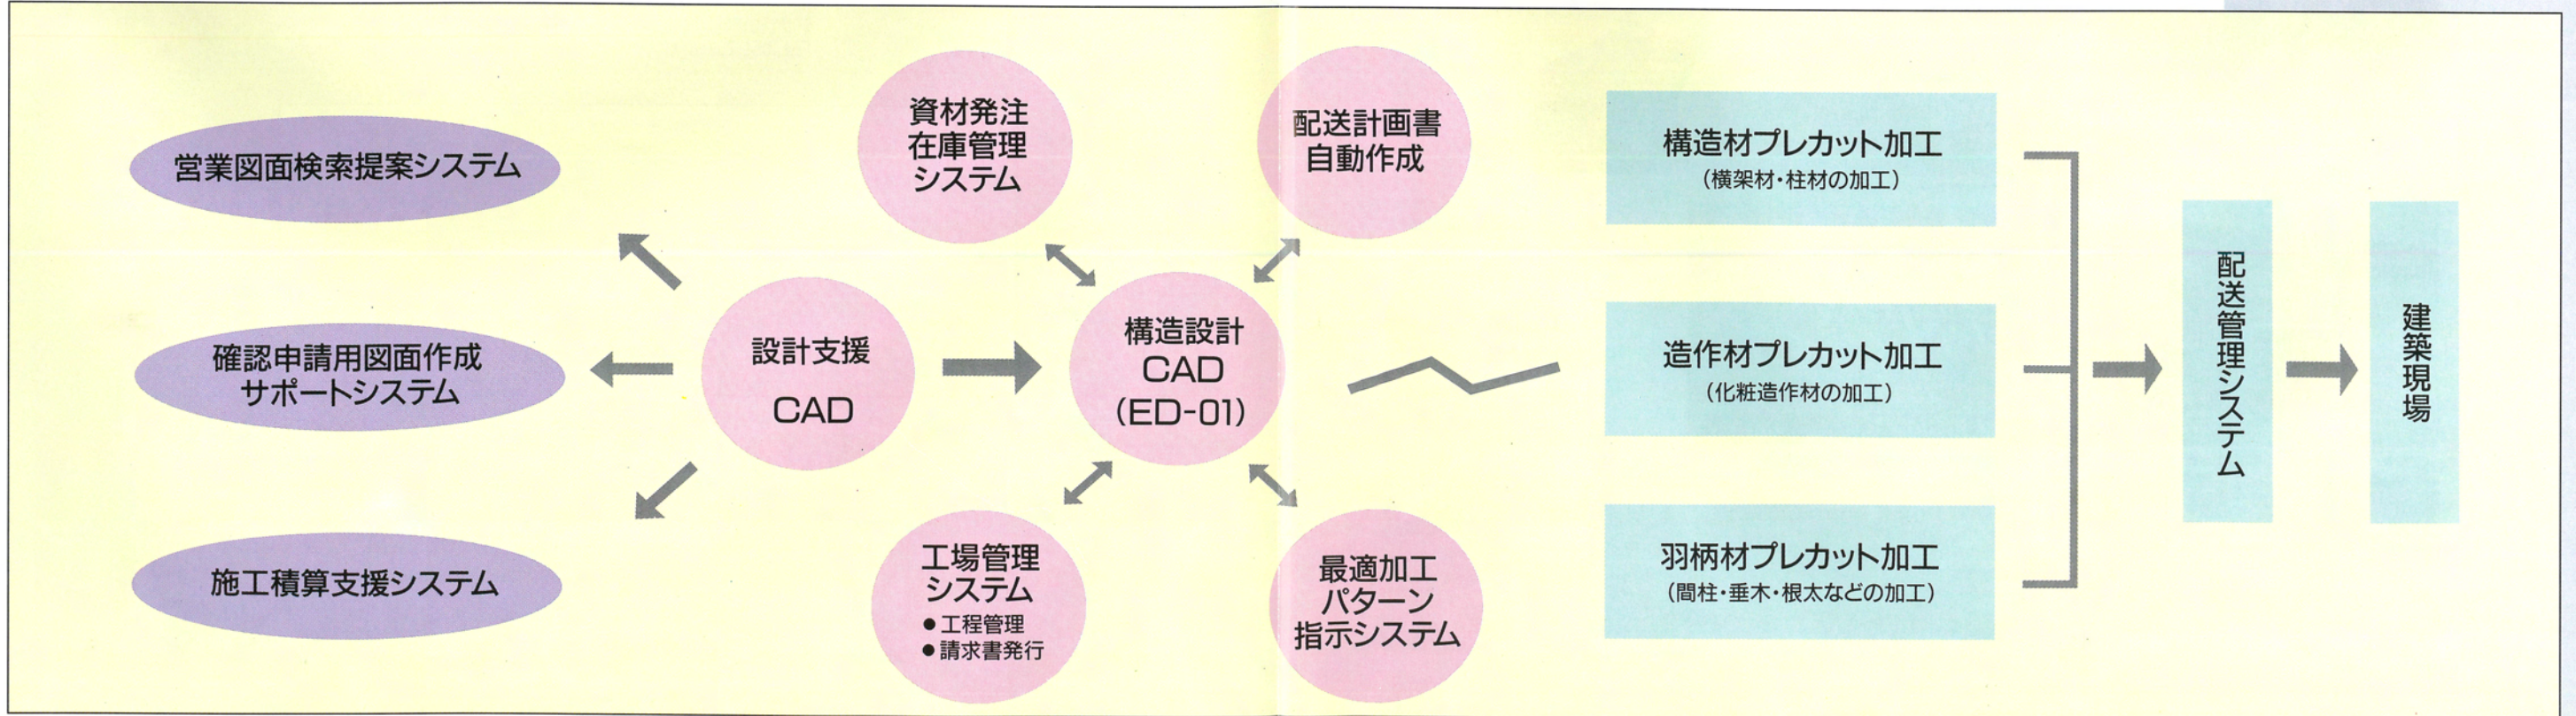 営業図面検索提案システム
確認申請用図面作成
サポートシステム
施工積算支援システム
設計支援
CAD
資材発注
在庫管理
システム
配送計画書
自動作成
構造設計
CAD
(ED-01)
工場管理
システム
●工程管理
●請求書発行
最適加工
パターン
指示システム
構造材プレカット加工
(横架材・柱材の加工)
造作材プレカット加工
(化粧造作材の加工)
羽柄材プレカット加工
(間柱・垂木・根太などの加工)
配送管理システム
建築現場